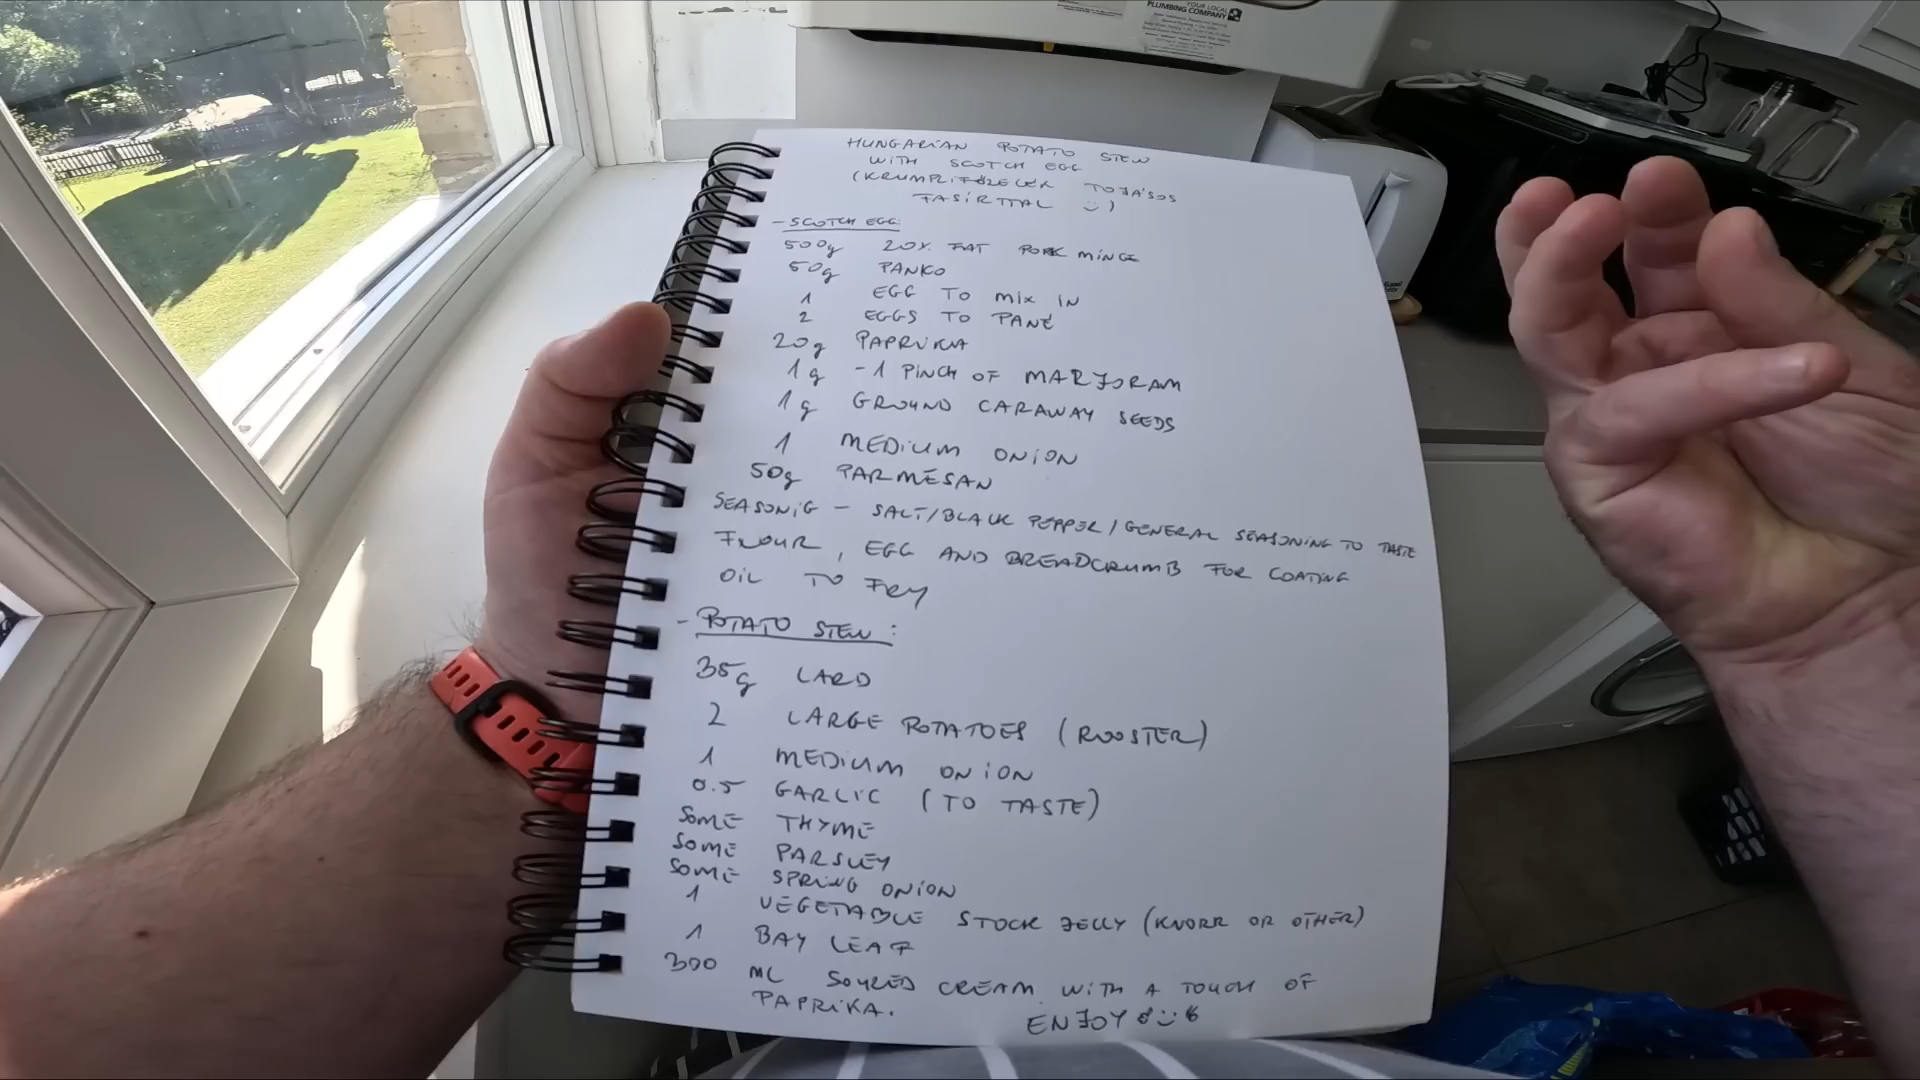 YOUR LOCAL
PLUMBING COMPANY
HUNGARIAN POTATO STEW
WITH SCOTCH EGG
(KRUMPLIFŐZELÉK TOJÁSOS
FASÍRTTAL :)
- SCOTCH EGG:
500g 20% FAT PORK MINCE
50g PANKO
1 EGG TO MIX IN
2 EGGS TO PANÉ
20g PAPRIKA
1g - 1 PINCH OF MARJORAM
1g GROUND CARAWAY SEEDS
1 MEDIUM ONION
50g PARMESAN
SEASONIG - SALT/BLACK PEPPER/GENERAL SEASONING TO TASTE
FLOUR, EGG AND BREADCRUMB FOR COATING
OIL TO FRY
- POTATO STEW:
35g LARD
2 LARGE POTATOES (ROOSTER)
1 MEDIUM ONION
0.5 GARLIC (TO TASTE)
SOME THYME
SOME PARSLEY
SOME SPRING ONION
1 VEGETABLE STOCK JELLY (KNORR OR OTHER)
1 BAY LEAF
300 ML SOURED CREAM WITH A TOUCH OF
PAPRIKA.
ENJOY